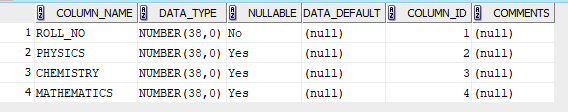 COLUMN_NAME DATA_TYPE NULLABLE DATA_DEFAULT COLUMN_ID COMMENTS
1 ROLL_NO NUMBER(38,0) No (null) 1 (null)
2 PHYSICS NUMBER(38,0) Yes (null) 2 (null)
3 CHEMISTRY NUMBER(38,0) Yes (null) 3 (null)
4 MATHEMATICS NUMBER(38,0) Yes (null) 4 (null)